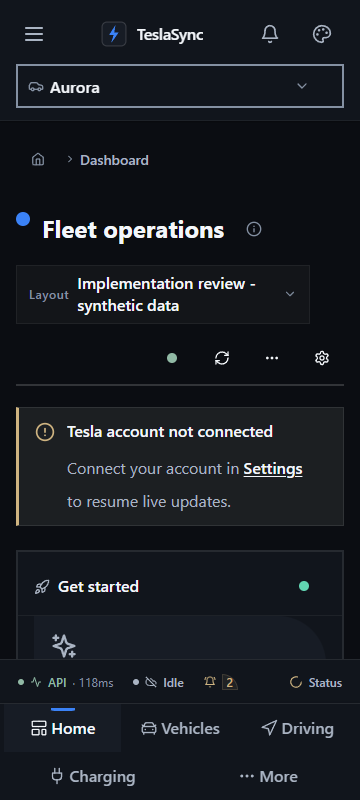 TeslaSync
Aurora
Dashboard
Fleet operations
Layout
Implementation review -
synthetic data
Tesla account not connected
Connect your account in Settings
to resume live updates.
Get started
API · 118ms
Idle
2
Status
Home
Vehicles
Driving
Charging
More